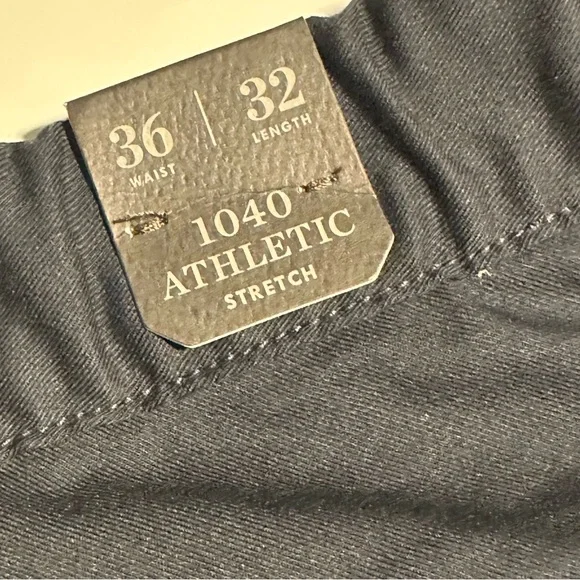 36 | 32
WAIST LENGTH
1040
ATHLETIC
STRETCH